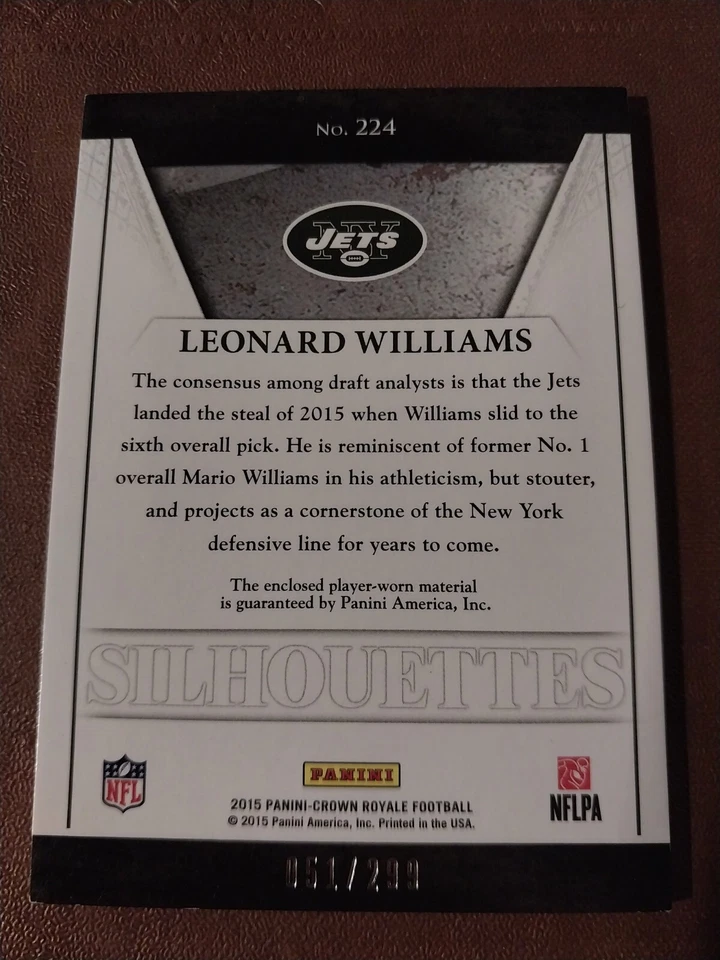 No. 224
NY
JETS
LEONARD WILLIAMS
The consensus among draft analysts is that the Jets
landed the steal of 2015 when Williams slid to the
sixth overall pick. He is reminiscent of former No. 1
overall Mario Williams in his athleticism, but stouter,
and projects as a cornerstone of the New York
defensive line for years to come.
The enclosed player-worn material
is guaranteed by Panini America, Inc.
SILHOUETTES
NFL
PANINI
NFLPA
2015 PANINI-CROWN ROYALE FOOTBALL
© 2015 Panini America, Inc. Printed in the USA.
051/299